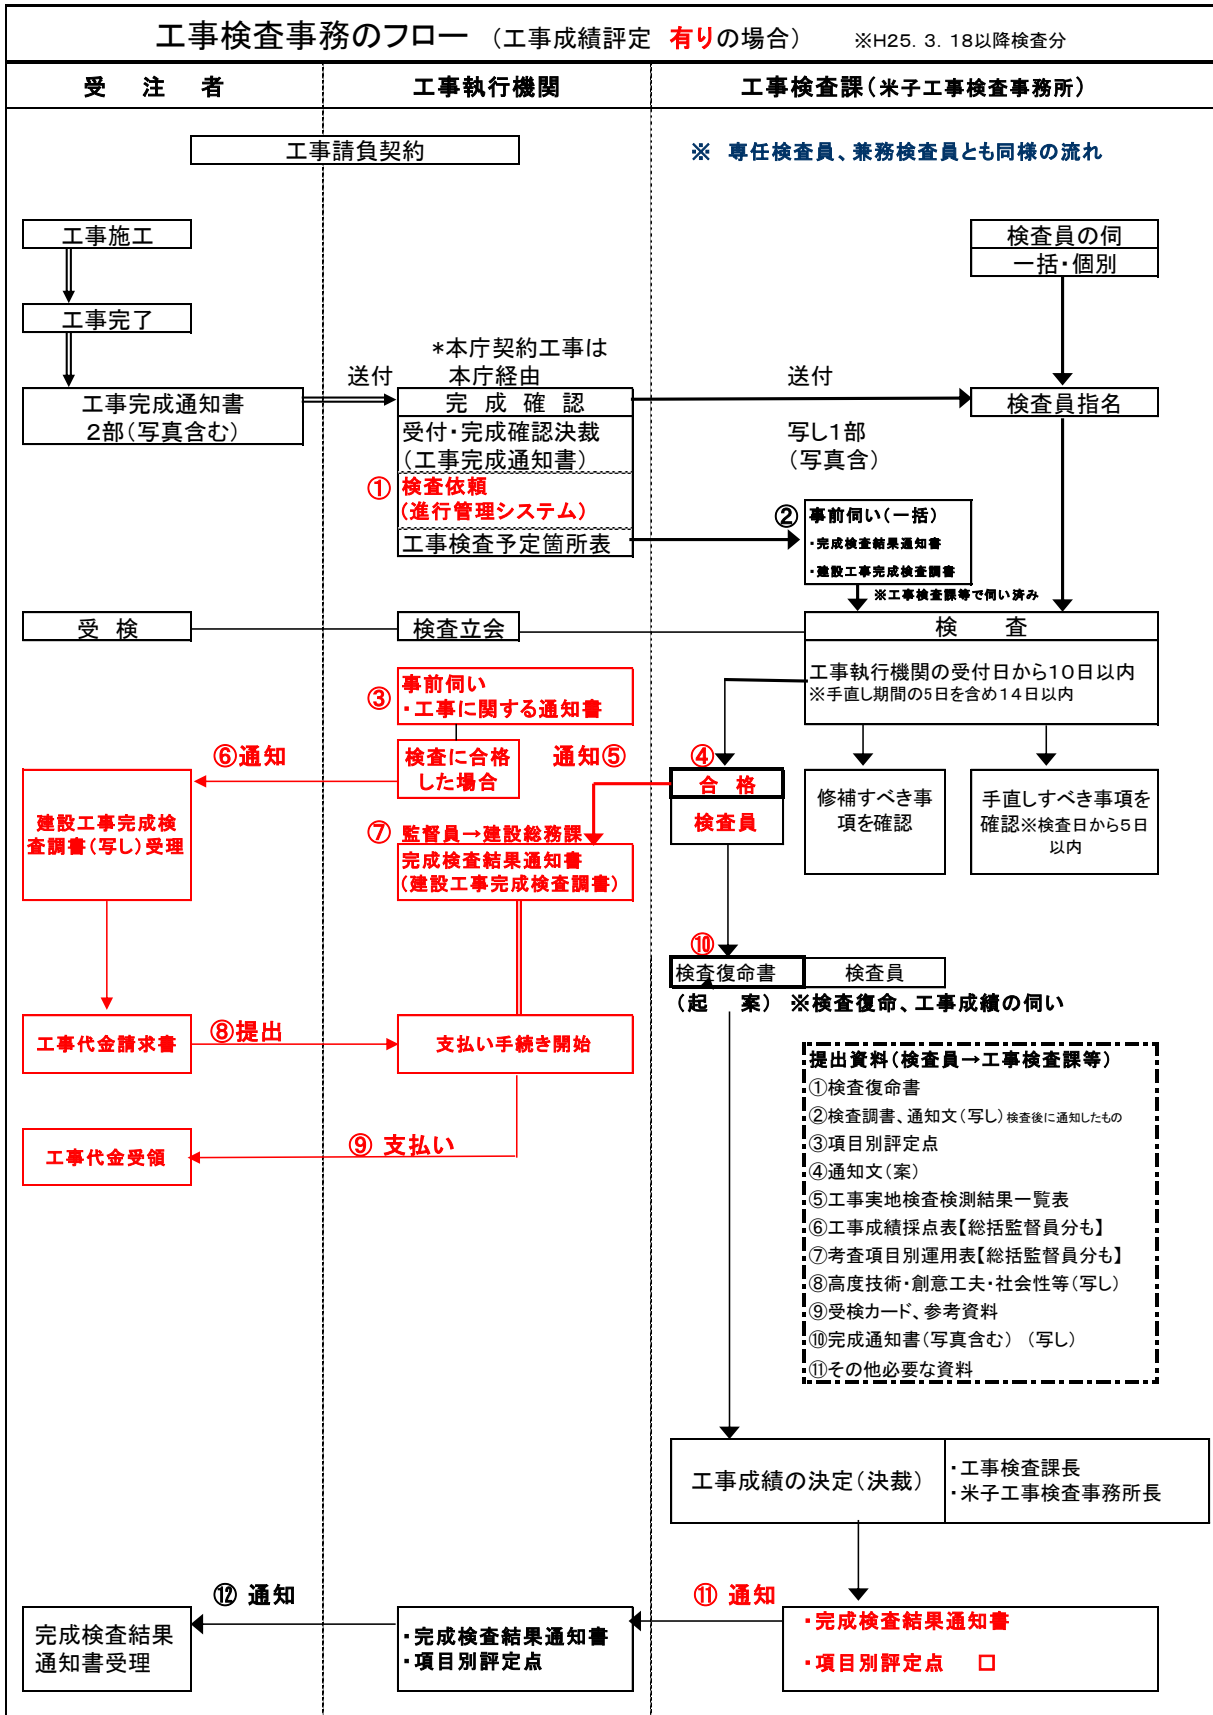 工事検査事務のフロー （工事成績評定 有りの場合） ※H25．3．18以降検査分
受 注 者
工事執行機関
工事検査課（米子工事検査事務所）
工事請負契約
※ 専任検査員、兼務検査員とも同様の流れ
工事施工
検査員の伺
一括・個別
工事完了
*本庁契約工事は
本庁経由
送付
送付
工事完成通知書
2部（写真含む）
完 成 確 認
検査員指名
受付・完成確認決裁
（工事完成通知書）
写し1部
（写真含）
① 検査依頼
（進行管理システム）
工事検査予定箇所表
② 事前伺い（一括）
・完成検査結果通知書
・建設工事完成検査調書
※工事検査課等で伺い済み
受 検
検査立会
検 査
工事執行機関の受付日から10日以内
※手直し期間の5日を含め14日以内
③ 事前伺い
・工事に関する通知書
⑥通知
検査に合格
した場合
通知⑤
④
合 格
検査員
修補すべき事
項を確認
手直しすべき事項を
確認※検査日から5日
以内
建設工事完成検
査調書（写し）受理
⑦ 監督員→建設総務課
完成検査結果通知書
（建設工事完成検査調書）
⑩
検査復命書
検査員
（起 案） ※検査復命、工事成績の伺い
工事代金請求書
⑧提出
支払い手続き開始
提出資料（検査員→工事検査課等）
①検査復命書
②検査調書、通知文（写し）検査後に通知したもの
③項目別評定点
④通知文（案）
⑤工事実地検査検測結果一覧表
⑥工事成績採点表【総括監督員分も】
⑦考査項目別運用表【総括監督員分も】
⑧高度技術・創意工夫・社会性等（写し）
⑨受検カード、参考資料
⑩完成通知書（写真含む）（写し）
⑪その他必要な資料
工事代金受領
⑨ 支払い
工事成績の決定（決裁）
・工事検査課長
・米子工事検査事務所長
⑫ 通知
⑪ 通知
完成検査結果
通知書受理
・完成検査結果通知書
・項目別評定点
・完成検査結果通知書
・項目別評定点 ロ